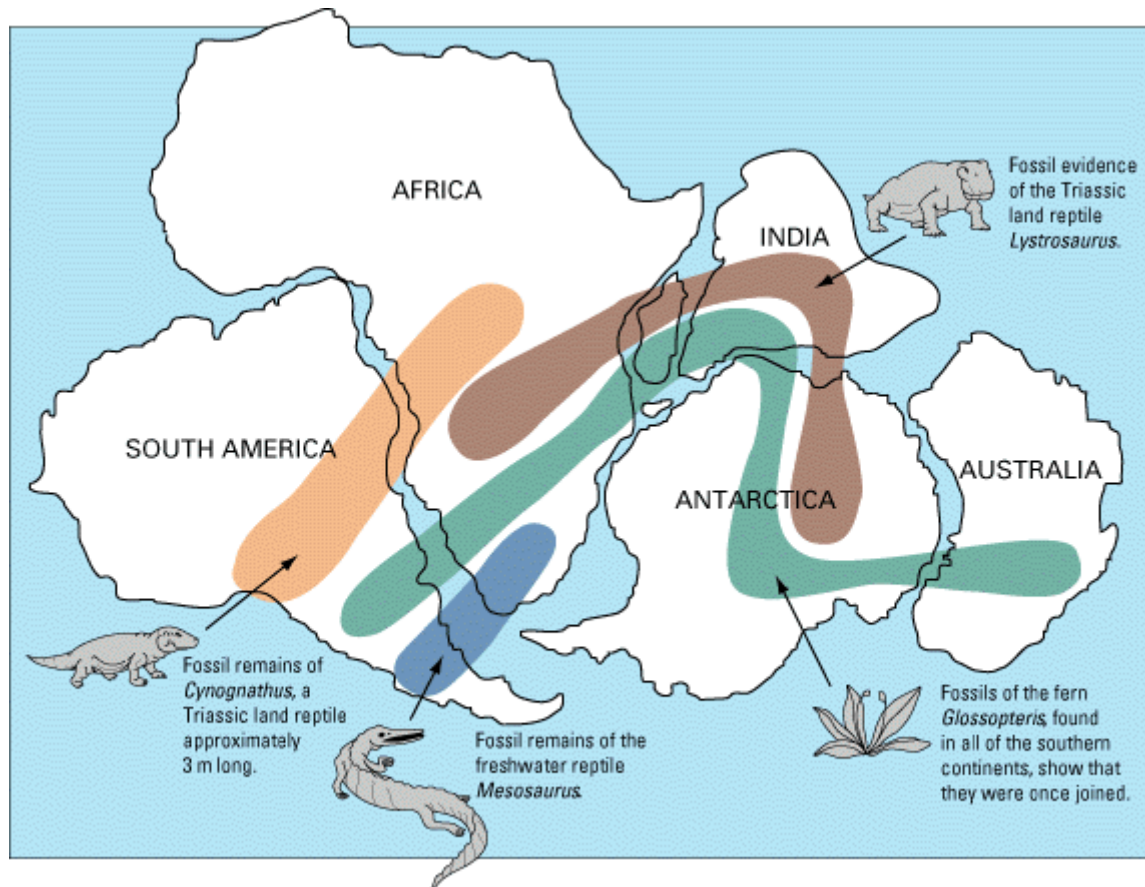 AFRICA
INDIA
Fossil evidence
of the Triassic
land reptile
Lystrosaurus.
SOUTH AMERICA
ANTARCTICA
AUSTRALIA
Fossil remains of
Cynognathus, a
Triassic land reptile
approximately
3 m long.
Fossil remains of the
freshwater reptile
Mesosaurus.
Fossils of the fern
Glossopteris, found
in all of the southern
continents, show that
they were once joined.